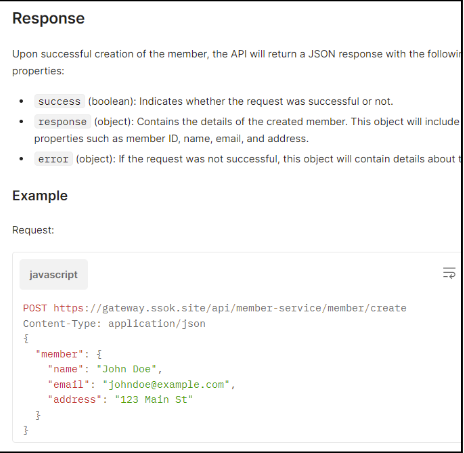 Response
Upon successful creation of the member, the API will return a JSON response with the
properties:
• success (boolean): Indicates whether the request was successful or not.
• response (object): Contains the details of the created member. This object will include
properties such as member ID, name, email, and address.
• error (object): If the request was not successful, this object will contain details about
Example
Request:
javascript
POST https://gateway.ssok.site/api/member-service/member/create
Content-Type: application/json
{
"member": {
"name": "John Doe",
"email": "johndoe@example.com",
"address": "123 Main St"
}
}